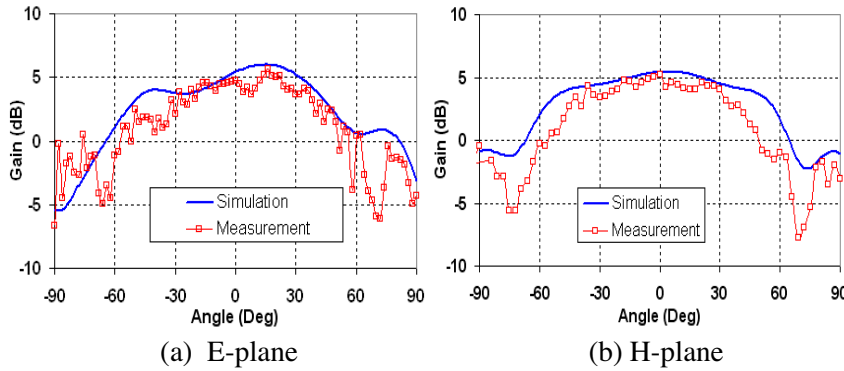 10
5
0
-5
-10
Gain (dB)
-90 -60 -30 0 30 60 90
Angle (Deg)
Simulation
Measurement
(a) E-plane
10
5
0
-5
-10
Gain (dB)
-90 -60 -30 0 30 60 90
Angle (Deg)
Simulation
Measurement
(b) H-plane